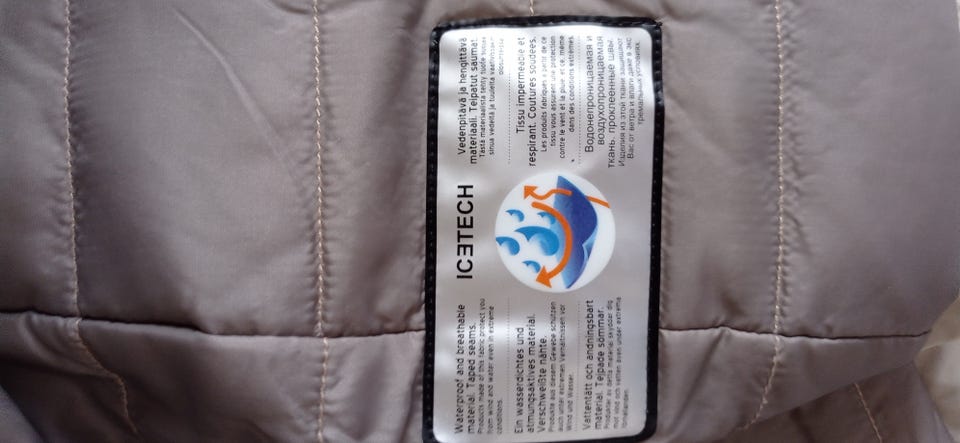 Waterproof and breathable
material. Taped seams.
Products made of this fabric protect you
from wind and water even in extreme
conditions.
Ein wasserdichtes und
atmungsaktives material.
Verschweißte nähte.
Produkte aus diesem Gewebe schützen
auch unter extremen Verhältnissen vor
Wind und Wasser.
Vattentätt och andningsbart
material. Tejpade sömmar.
Produkter av detta material skyddar dig
mot vind och vatten även under extrema
förhållanden.
ICETECH
Vedenpitävä ja hengittävä
materiaali. Teipatut saumat.
Tästä materiaalista tehty tuote suojaa
sinua vedeltä ja tuulelta vaativissakin
olosuhteissa.
Tissu imperméable et
respirant. Coutures soudées.
Les produits fabriqués à partir de ce
tissu vous assurent une protection
contre le vent et la pluie et ce, même
dans des conditions extrêmes.
Водонепроницаемая и
воздухопроницаемая
ткань, проклеенные швы.
Изделия из этой ткани защищают
Вас от ветра и влаги даже в экс
тремальных условиях.